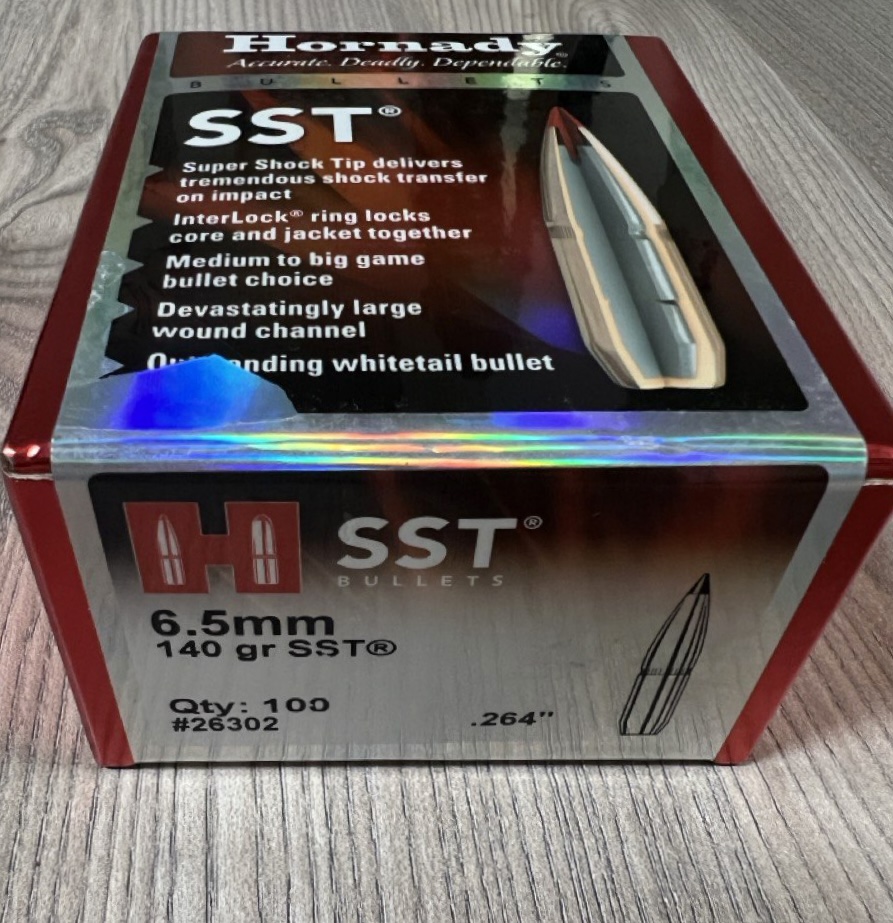 Hornady®
Accurate. Deadly. Dependable.
BULLETS
SST®
Super Shock Tip delivers
tremendous shock transfer
on impact
InterLock® ring locks
core and jacket together
Medium to big game
bullet choice
Devastatingly large
wound channel
nding whitetail bullet
H
SST®
BULLETS
6.5mm
140 gr SST®
Qty: 100
#26302
.264"